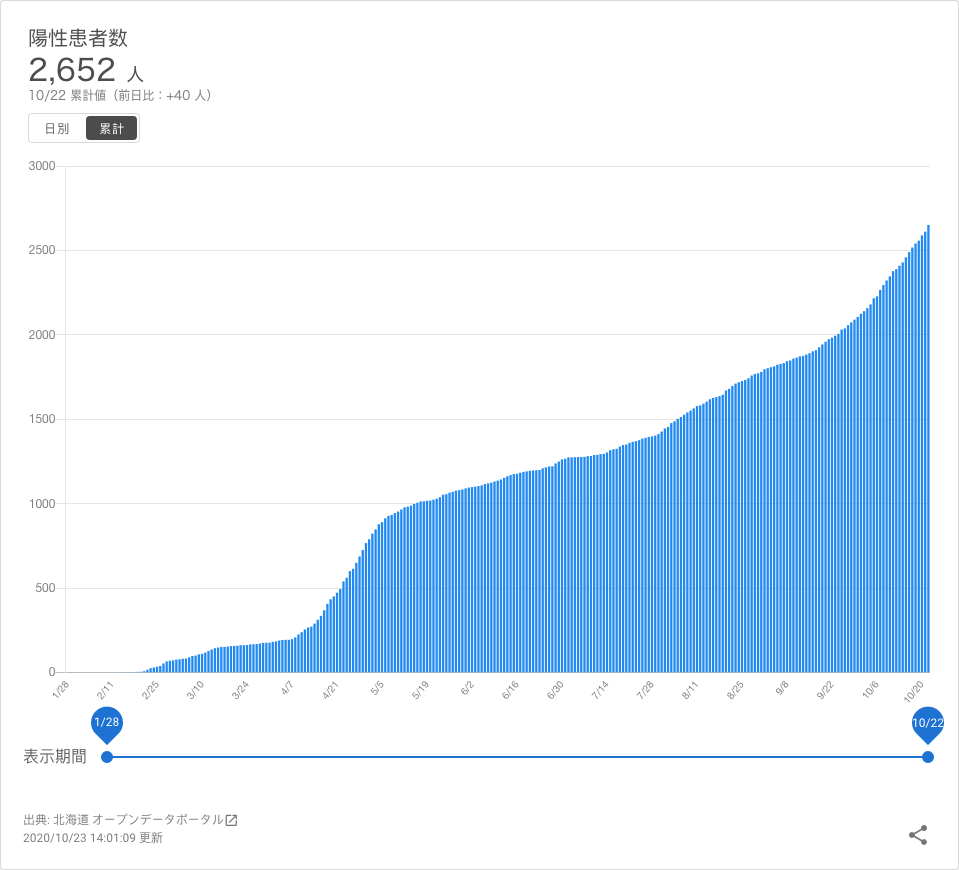 陽性患者数
2,652 人
10/22 累計値（前日比：+40 人）
日別 累計
3000
2500
2000
1500
1000
500
0
1/28 2/11 2/25 3/10 3/24 4/7 4/21 5/5 5/19 6/2 6/16 6/30 7/14 7/28 8/11 8/25 9/8 9/22 10/6 10/20
1/28 10/22
表示期間
出典: 北海道 オープンデータポータル
2020/10/23 14:01:09 更新